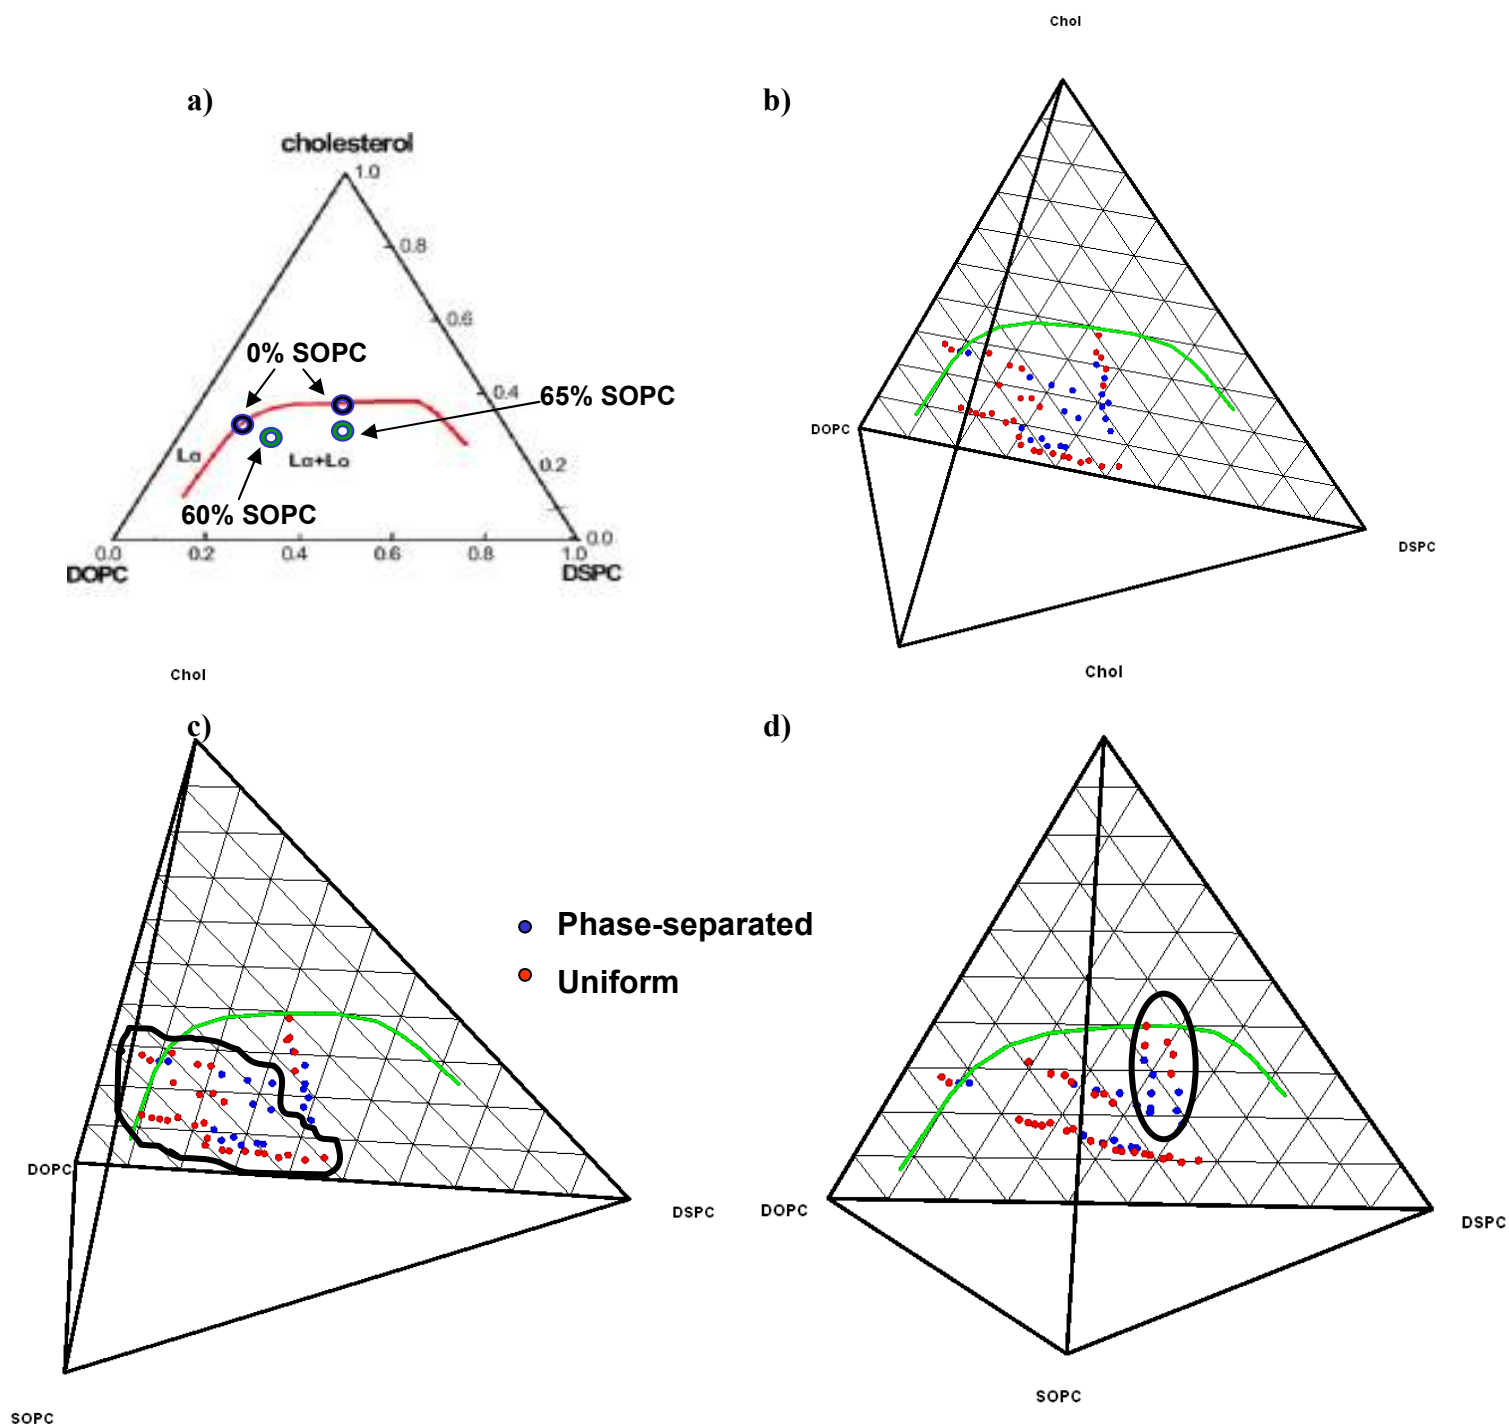 Chol
a)
b)
cholesterol
1.0
0.8
0.6
0% SOPC
0.4
65% SOPC
Lα
Lα+Lo
0.2
60% SOPC
0.0
0.0
0.2
0.4
0.6
0.8
1.0
DOPC
DSPC
DOPC
DSPC
Chol
Chol
c)
d)
Phase-separated
Uniform
DOPC
DSPC
DOPC
DSPC
SOPC
SOPC